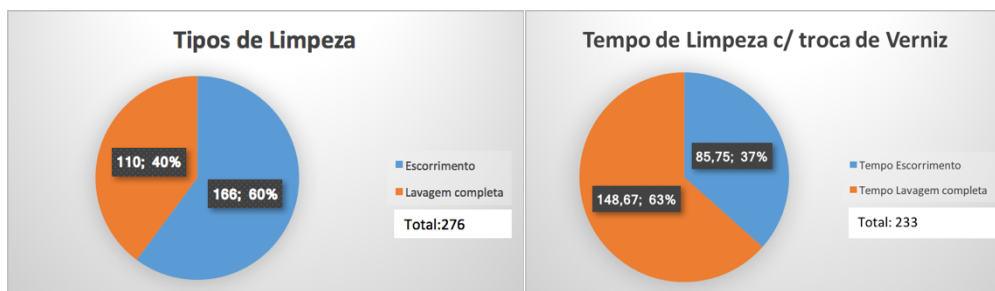 Tipos de Limpeza
110; 40%
166; 60%
Escorrimento
Lavagem completa
Total:276
Tempo de Limpeza c/ troca de Verniz
85,75; 37%
148,67; 63%
Tempo Escorrimento
Tempo Lavagem completa
Total: 233